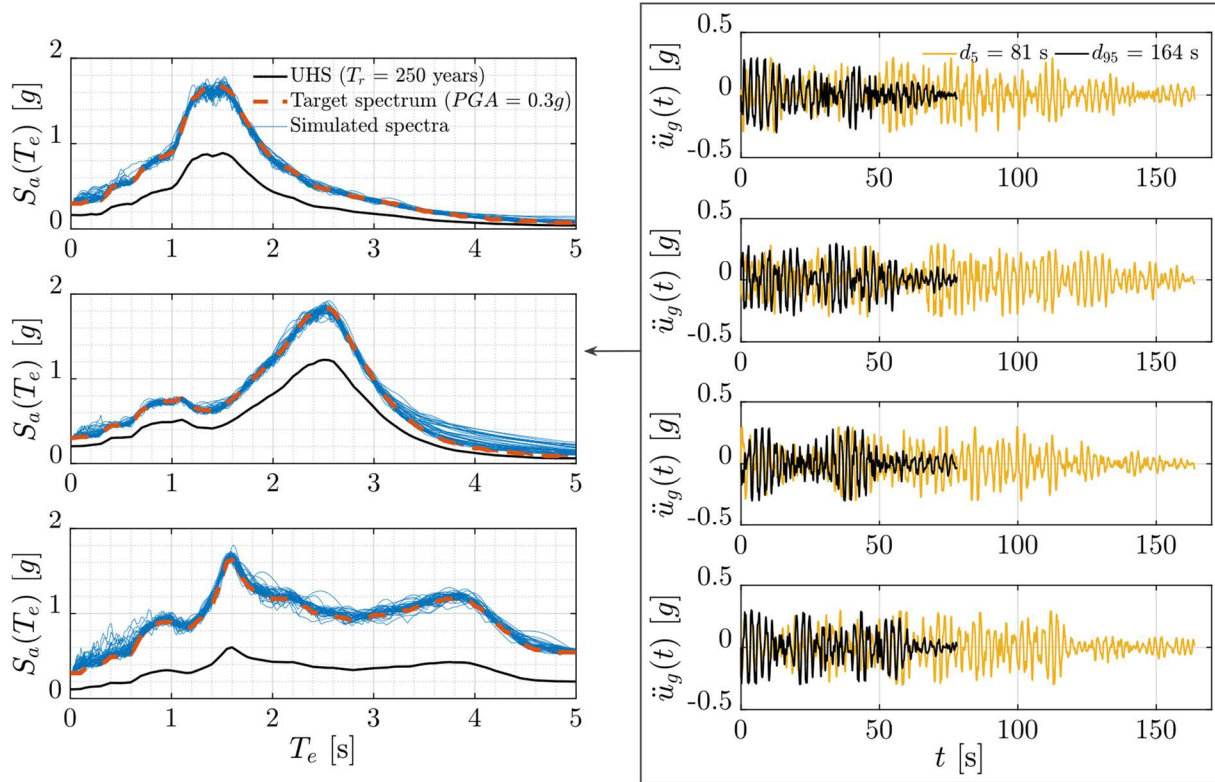 2
1
0
S_a(T_e) [g]
UHS (T_r = 250 years)
Target spectrum (PGA = 0.3g)
Simulated spectra
0 1 2 3 4 5
2
1
0
S_a(T_e) [g]
0 1 2 3 4 5
2
1
0
S_a(T_e) [g]
0 1 2 3 4 5
T_e [s]
0.5
0
-0.5
ü_g(t) [g]
d_5 = 81 s d_95 = 164 s
0 50 100 150
0.5
0
-0.5
ü_g(t) [g]
0 50 100 150
0.5
0
-0.5
ü_g(t) [g]
0 50 100 150
0.5
0
-0.5
ü_g(t) [g]
0 50 100 150
t [s]